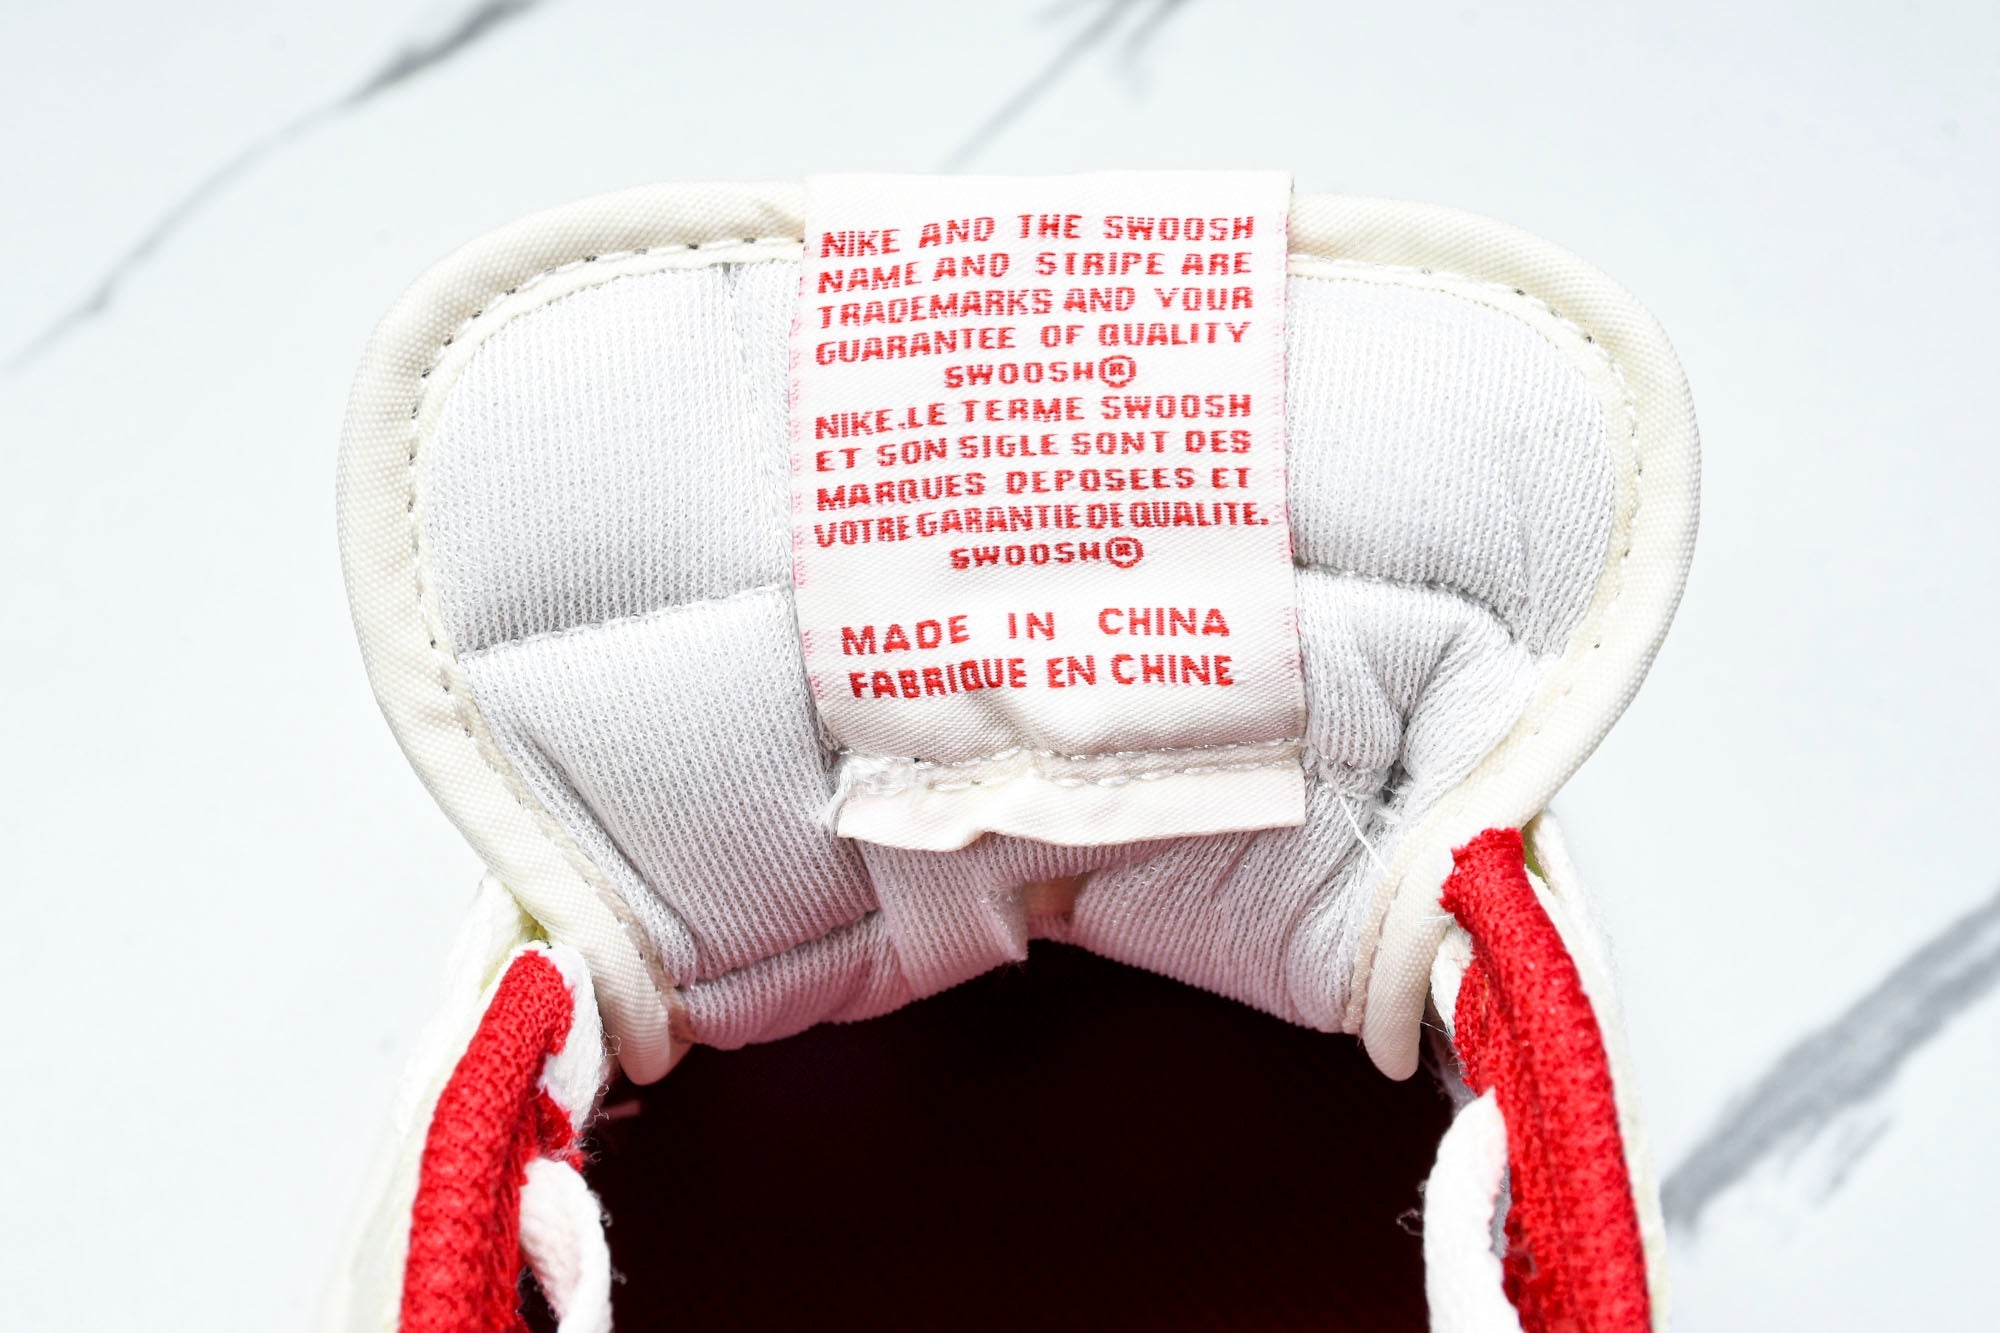 NIKE AND THE SWOOSH
NAME AND STRIPE ARE
TRADEMARKS AND YOUR
GUARANTEE OF QUALITY
SWOOSH®
NIKE.LE TERME SWOOSH
ET SON SIGLE SONT DES
MARQUES DEPOSEES ET
VOTRE GARANTIE DE QUALITE.
SWOOSH®
MADE IN CHINA
FABRIQUE EN CHINE